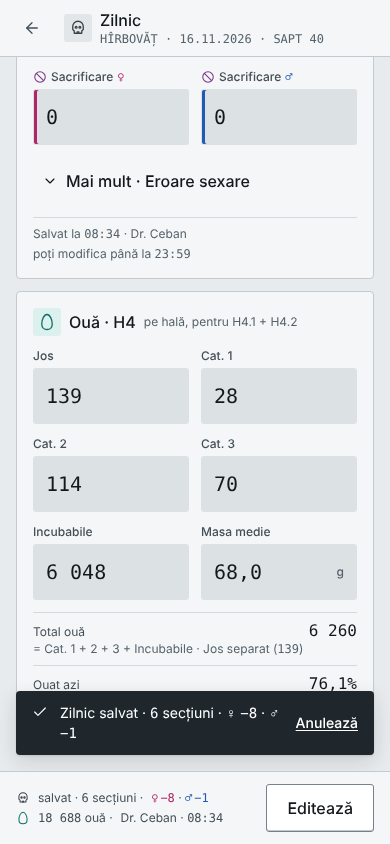 Zilnic
HÎRBOVĂȚ · 16.11.2026 · SAPT 40
Sacrificare ♀ Sacrificare ♂
0 0
Mai mult · Eroare sexare
Salvat la 08:34 · Dr. Ceban
poți modifica până la 23:59
Ouă · H4 pe hală, pentru H4.1 + H4.2
Jos Cat. 1
139 28
Cat. 2 Cat. 3
114 70
Incubabile Masa medie
6 048 68,0 g
Total ouă 6 260
= Cat. 1 + 2 + 3 + Incubabile · Jos separat (139)
Ouat azi 76,1%
Zilnic salvat · 6 secțiuni · ♀ −8 · ♂
−1
Anulează
salvat · 6 secțiuni · ♀−8 · ♂−1
18 688 ouă · Dr. Ceban · 08:34
Editează